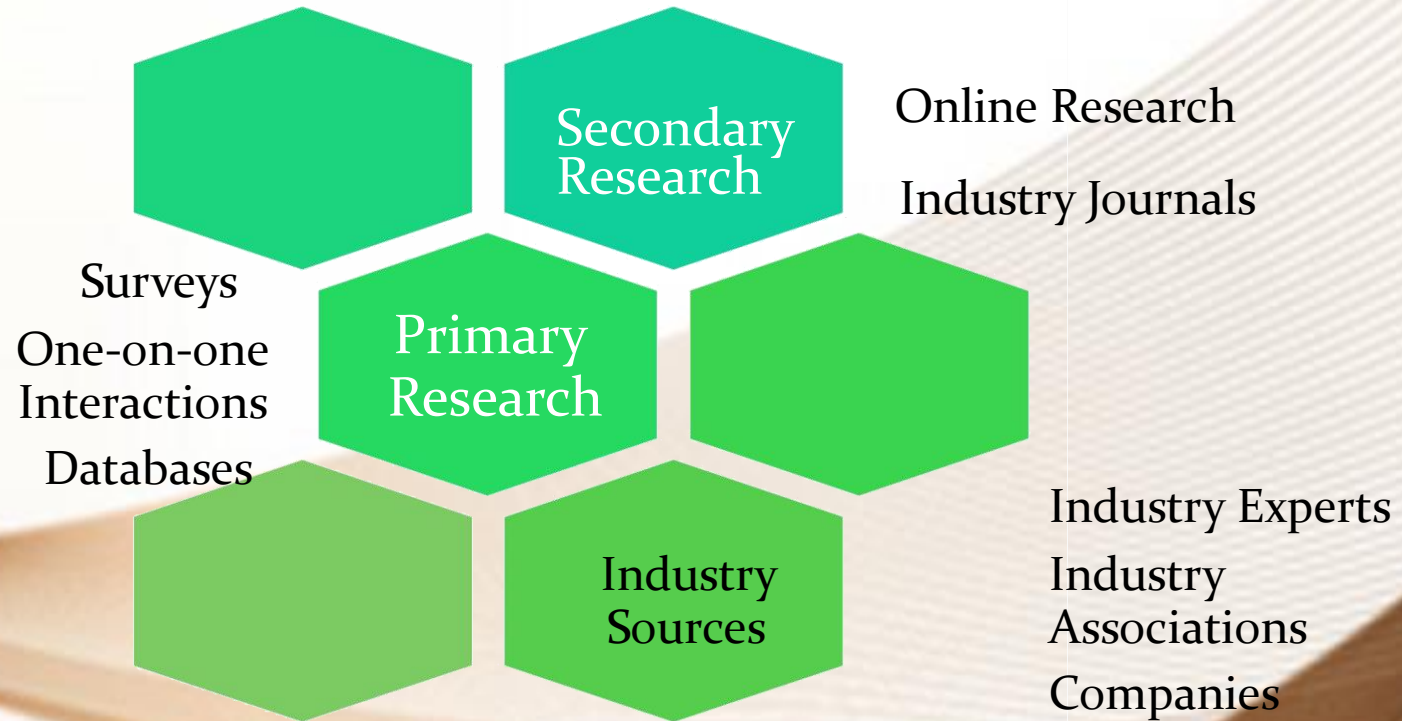 Secondary
Research
Online Research
Industry Journals
Surveys
One-on-one
Interactions
Databases
Primary
Research
Industry
Sources
Industry Experts
Industry
Associations
Companies